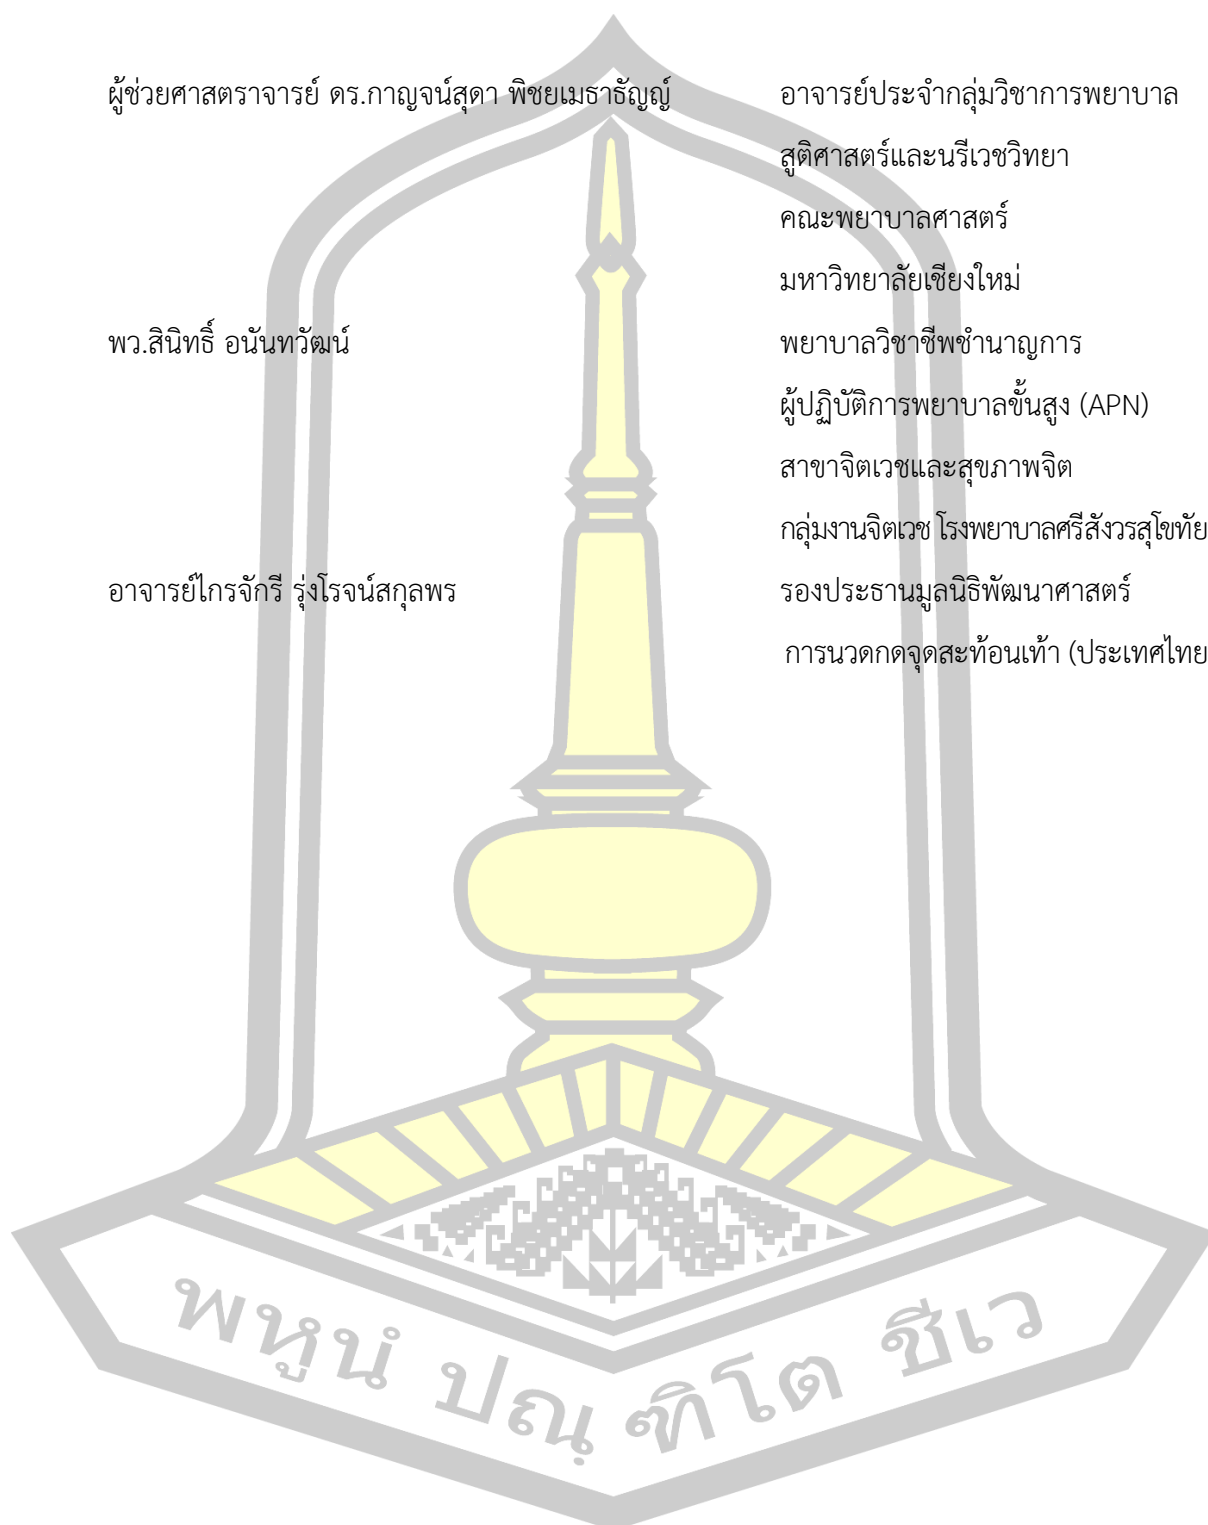 ผู้ช่วยศาสตราจารย์ ดร.กาญจน์สุดา พิชยเมธาธัญญ์ อาจารย์ประจำกลุ่มวิชาการพยาบาล
สูติศาสตร์และนรีเวชวิทยา
คณะพยาบาลศาสตร์
มหาวิทยาลัยเชียงใหม่
พว.สินิทธิ์ อนันทวัฒน์ พยาบาลวิชาชีพชำนาญการ
ผู้ปฏิบัติการพยาบาลขั้นสูง (APN)
สาขาจิตเวชและสุขภาพจิต
กลุ่มงานจิตเวช โรงพยาบาลศรีสังวรสุโขทัย
อาจารย์ไกรจักรี รุ่งโรจน์สกุลพร รองประธานมูลนิธิพัฒนาศาสตร์
การนวดกดจุดสะท้อนเท้า (ประเทศไทย
พหูนํ ปณฺฑิโต ชีเว